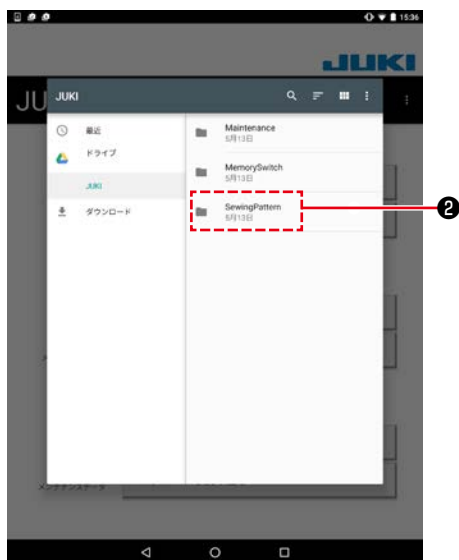 15:36
JUKI
JU
JUKI
最近
ドライブ
JUKI
ダウンロード
Maintenance
5月13日
MemorySwitch
5月13日
SewingPattern
5月13日
2